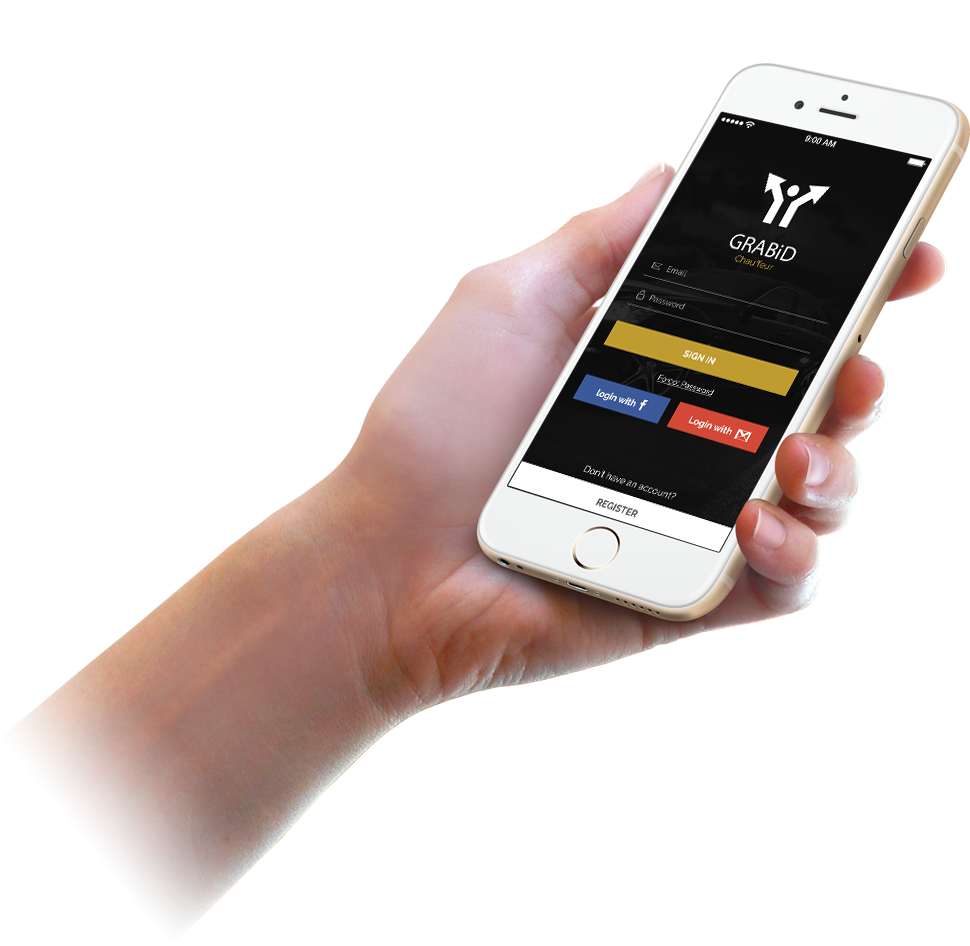 9:00 AM
GRABiD
Chauffeur
Email
Password
SIGN IN
Forgot Password
login with f
Login with M
Don't have an account?
REGISTER